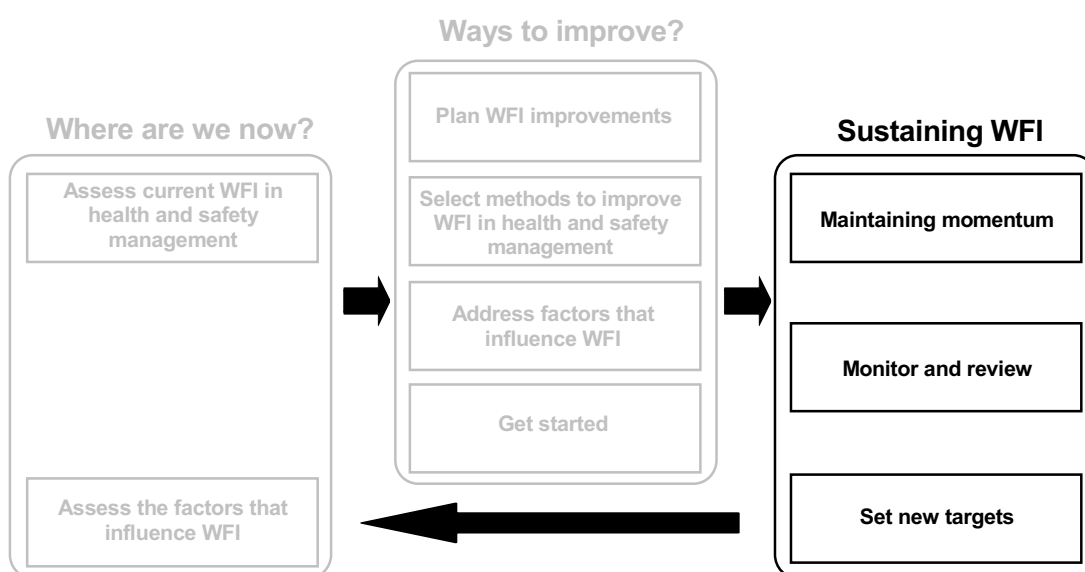 Where are we now?
Assess current WFI in
health and safety
management
Assess the factors that
influence WFI
Ways to improve?
Plan WFI improvements
Select methods to improve
WFI in health and safety
management
Address factors that
influence WFI
Get started
Sustaining WFI
Maintaining momentum
Monitor and review
Set new targets